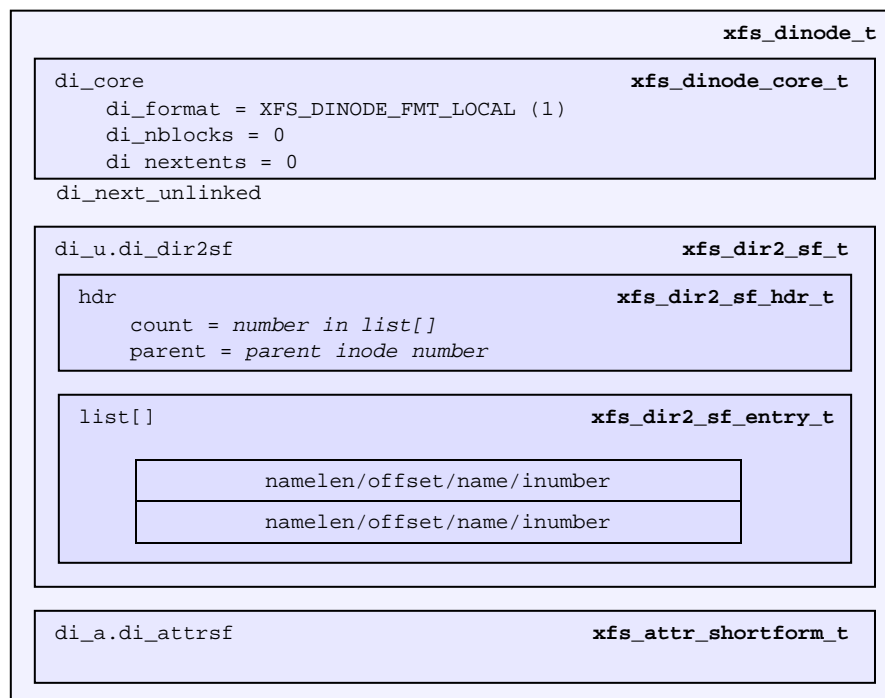 xfs_dinode_t
di_core xfs_dinode_core_t
di_format = XFS_DINODE_FMT_LOCAL (1)
di_nblocks = 0
di nextents = 0
di_next_unlinked
di_u.di_dir2sf xfs_dir2_sf_t
hdr xfs_dir2_sf_hdr_t
count = number in list[]
parent = parent inode number
list[] xfs_dir2_sf_entry_t
namelen/offset/name/inumber
namelen/offset/name/inumber
di_a.di_attrsf xfs_attr_shortform_t